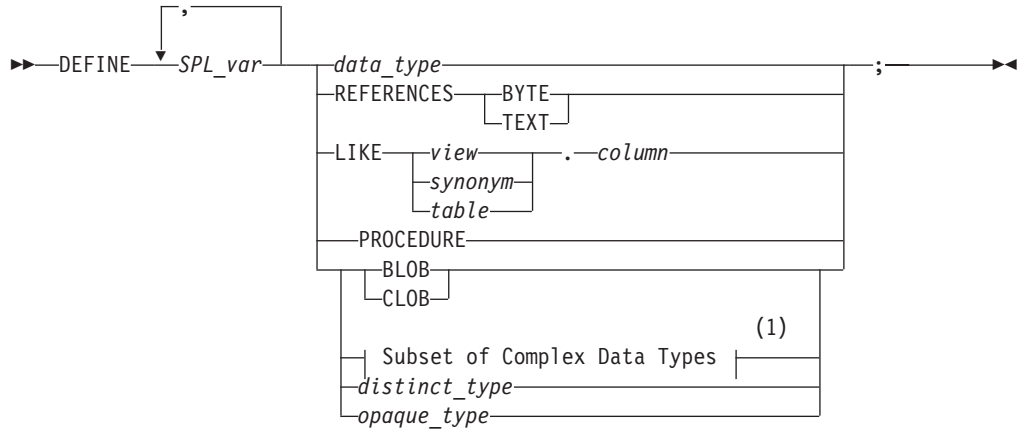 ,
DEFINE SPL_var data_type ;
REFERENCES BYTE
TEXT
LIKE view . column
synonym
table
PROCEDURE
BLOB
CLOB
(1)
Subset of Complex Data Types
distinct_type
opaque_type